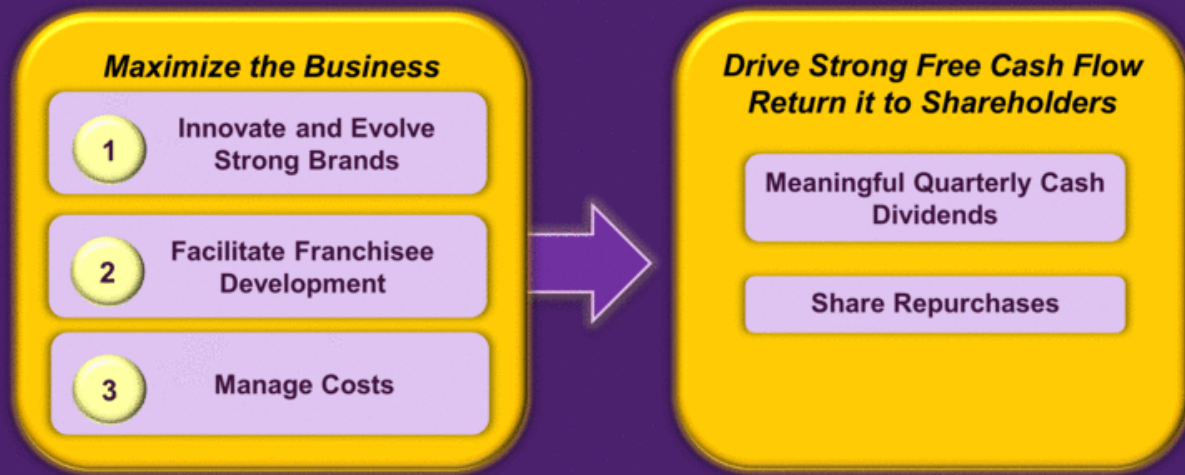 Maximize the Business
1
Innovate and Evolve
Strong Brands
2
Facilitate Franchisee
Development
3
Manage Costs
Drive Strong Free Cash Flow
Return it to Shareholders
Meaningful Quarterly Cash
Dividends
Share Repurchases